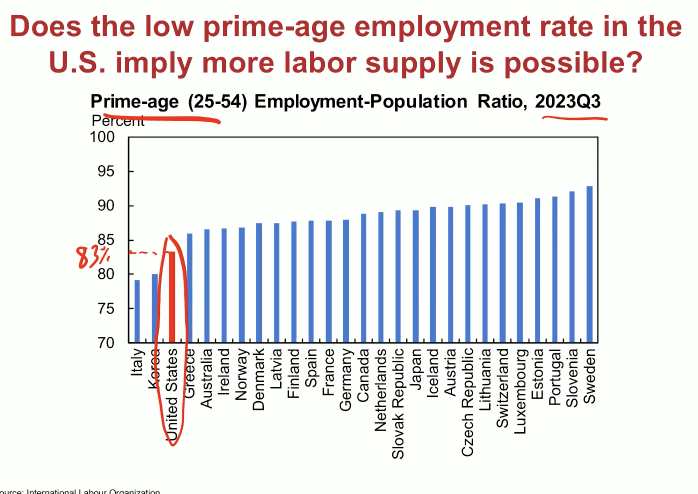 Does the low prime-age employment rate in the
U.S. imply more labor supply is possible?
Prime-age (25-54) Employment-Population Ratio, 2023Q3
Percent
100
95
90
85
83%
80
75
70
Italy
Korea
United States
Greece
Australia
Ireland
Norway
Denmark
Latvia
Finland
Spain
France
Germany
Canada
Netherlands
Slovak Republic
Japan
Iceland
Austria
Czech Republic
Lithuania
Switzerland
Luxembourg
Estonia
Portugal
Slovenia
Sweden
ource: International Labour Organization